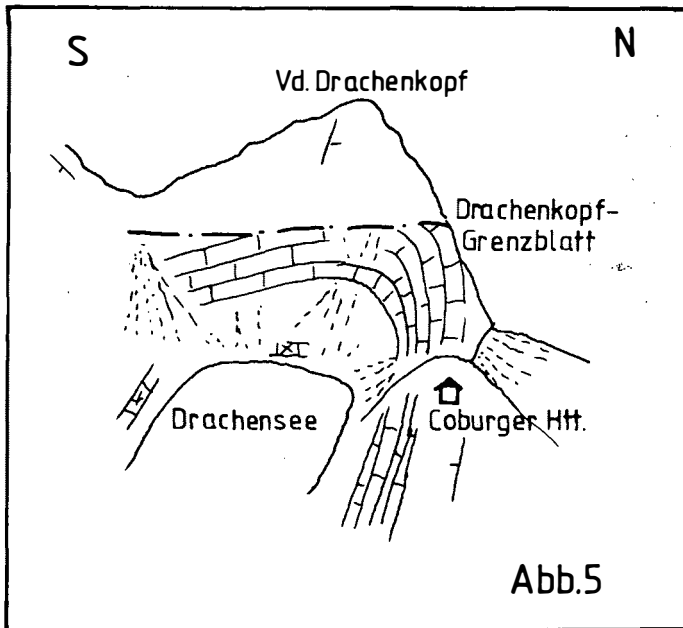 S
N
Vd. Drachenkopf
Drachenkopf-
Grenzblatt
Drachensee
Coburger Htt.
Abb.5